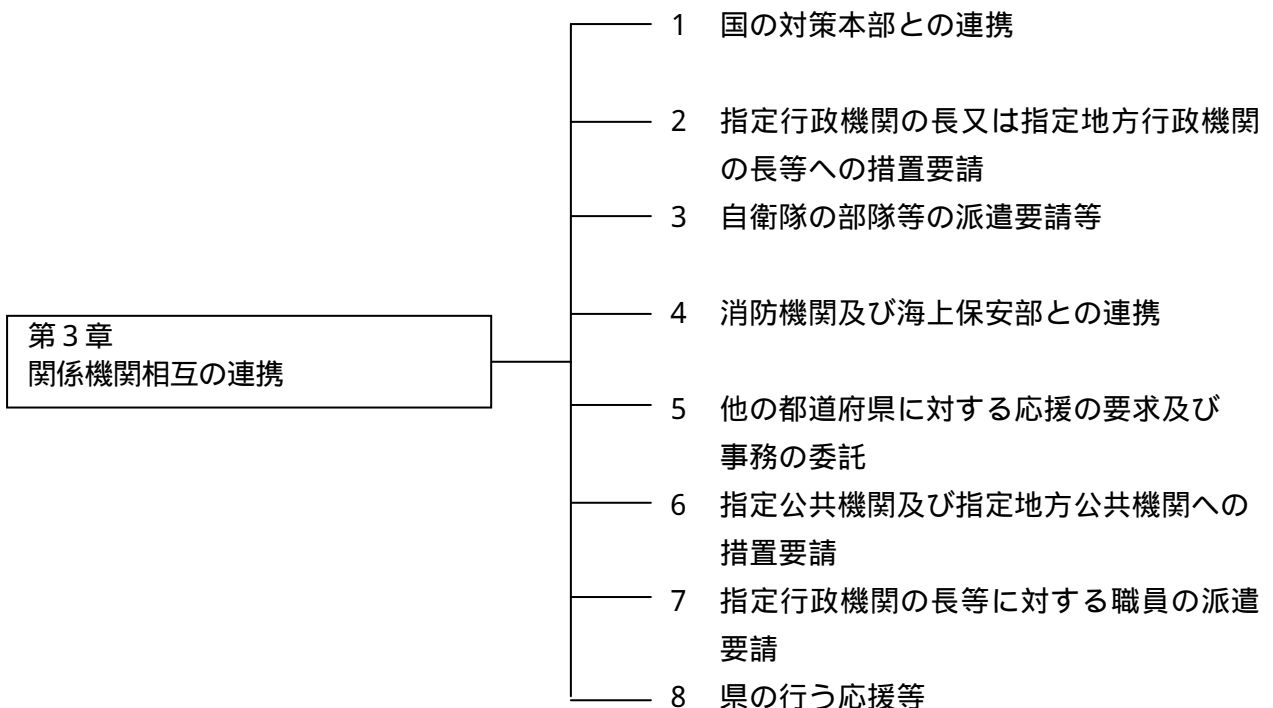 第３章
関係機関相互の連携
1 国の対策本部との連携
2 指定行政機関の長又は指定地方行政機関
の長等への措置要請
3 自衛隊の部隊等の派遣要請等
4 消防機関及び海上保安部との連携
5 他の都道府県に対する応援の要求及び
事務の委託
6 指定公共機関及び指定地方公共機関への
措置要請
7 指定行政機関の長等に対する職員の派遣
要請
8 県の行う応援等